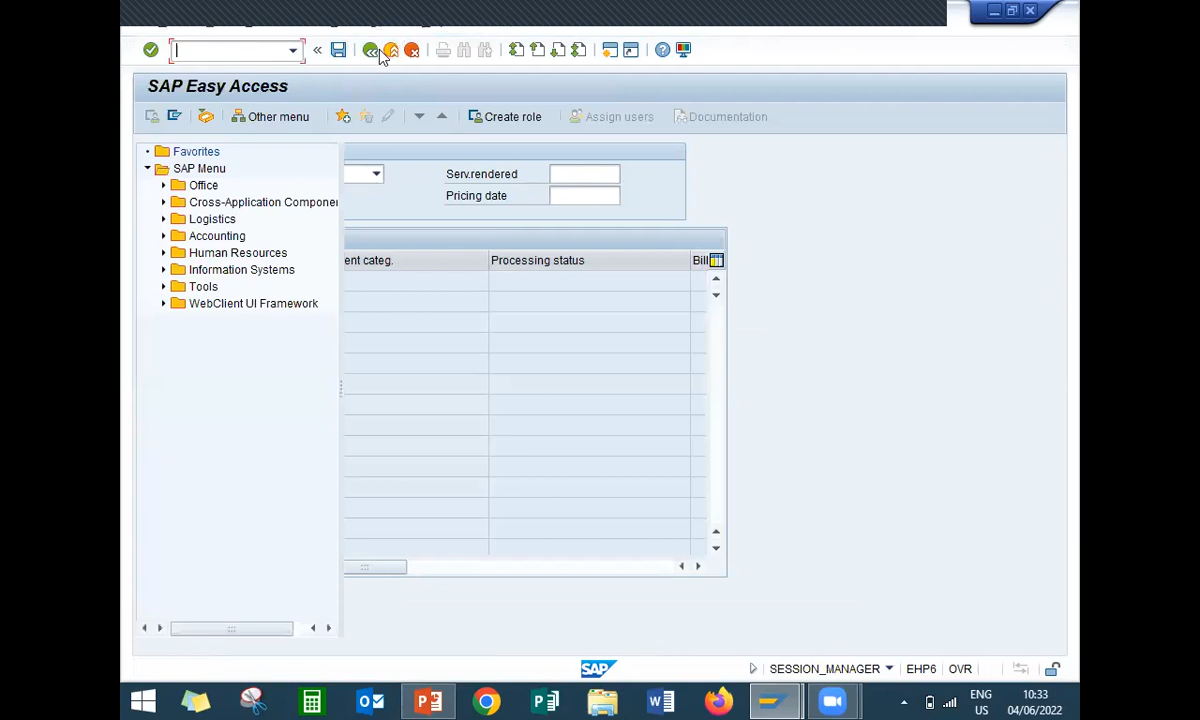 SAP Easy Access
Other menu
Create role
Assign users
Documentation
Favorites
SAP Menu
Office
Cross-Application Componer
Logistics
Accounting
Human Resources
Information Systems
Tools
WebClient UI Framework
Serv.rendered
Pricing date
ent categ.
Processing status
Bill
SAP
SESSION_MANAGER
EHP6
OVR
ENG
US
10:33
04/06/2022